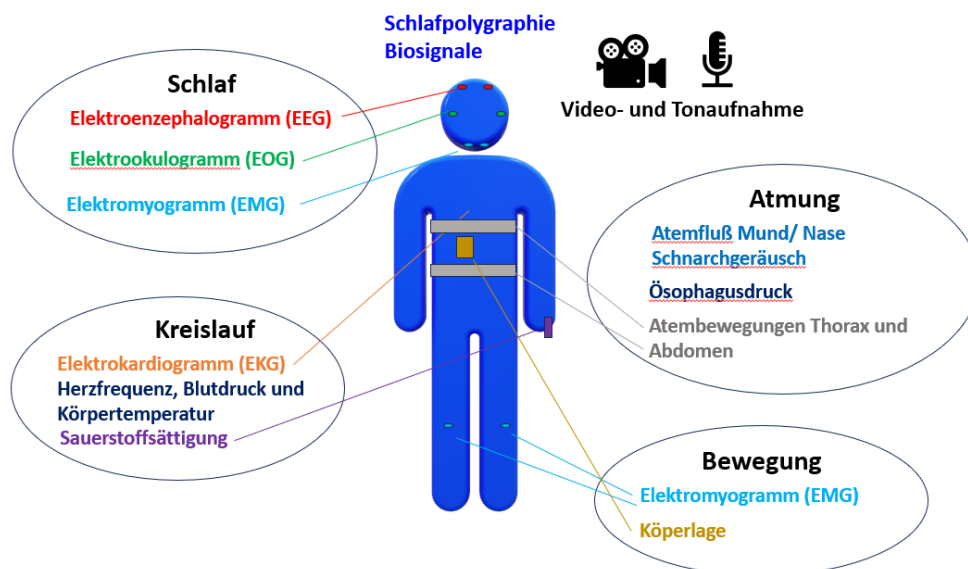 Schlafpolygraphie
Biosignale
Video- und Tonaufnahme
Schlaf
Elektroenzephalogramm (EEG)
Elektrookulogramm (EOG)
Elektromyogramm (EMG)
Atmung
Atemfluß Mund/ Nase
Schnarchgeräusch
Ösophagusdruck
Atembewegungen Thorax und
Abdomen
Kreislauf
Elektrokardiogramm (EKG)
Herzfrequenz, Blutdruck und
Körpertemperatur
Sauerstoffsättigung
Bewegung
Elektromyogramm (EMG)
Köperlage